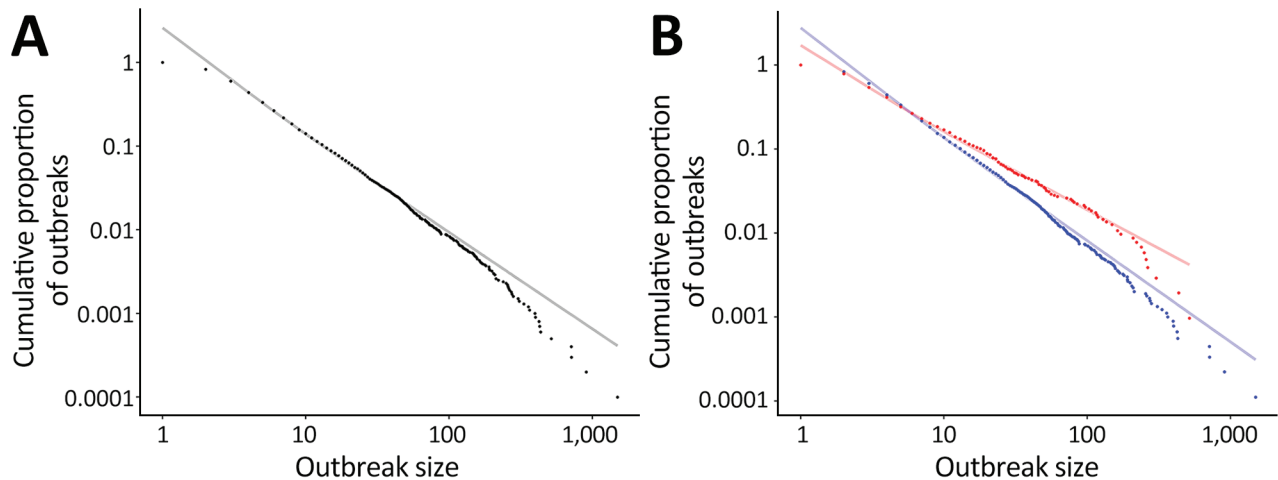 A
Cumulative proportion
of outbreaks
1
0.1
0.01
0.001
0.0001
1
10
100
1,000
Outbreak size
B
Cumulative proportion
of outbreaks
1
0.1
0.01
0.001
0.0001
1
10
100
1,000
Outbreak size